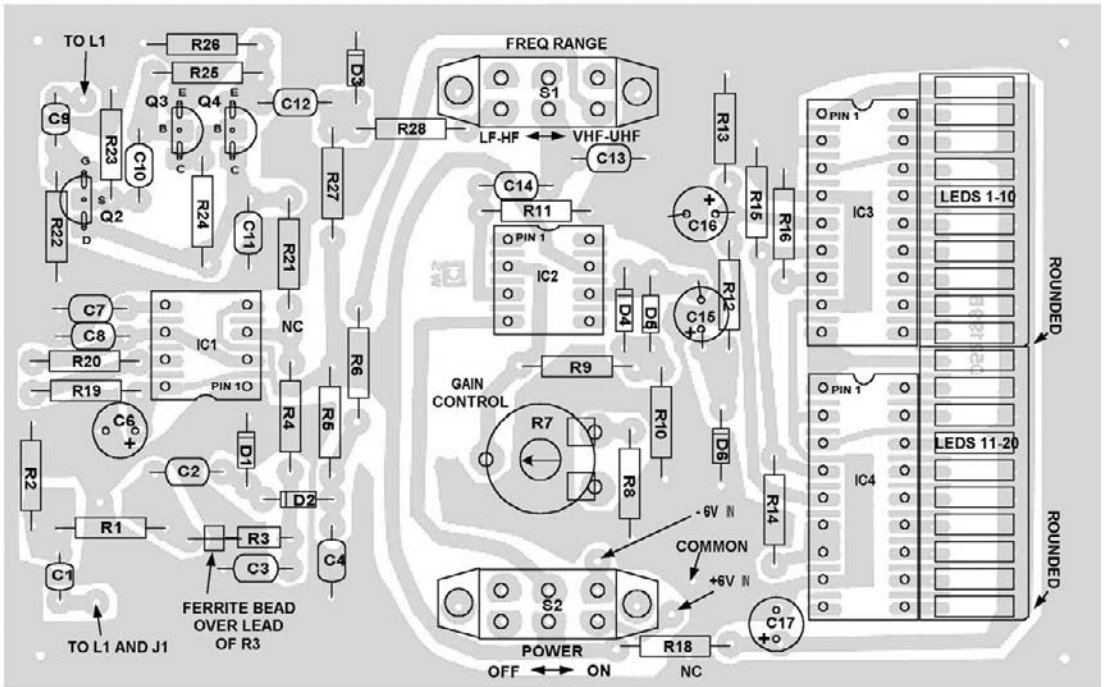 TO L1
R26
R25
D3
FREQ RANGE
S1
LF-HF
VHF-UHF
C9
R23
C10
Q3
E
B
C
Q4
E
B
C
C12
R28
R13
C13
C14
R11
G
S
D
Q2
R22
R24
C11
R21
R27
PIN 1
IC2
C16
R15
R16
PIN 1
IC3
LEDS 1-10
ROUNDED
C7
C8
IC1
PIN 1
NC
R20
R19
C6
R6
D4
D5
C15
R12
R9
GAIN
CONTROL
R7
R8
R10
D6
R4
R5
D1
D2
R2
C2
R1
R3
C3
C4
C1
FERRITE BEAD
OVER LEAD
OF R3
TO L1 AND J1
- 6V IN
COMMON
+6V IN
S2
POWER
OFF
ON
R18
NC
C17
R14
PIN 1
IC4
LEDS 11-20
ROUNDED